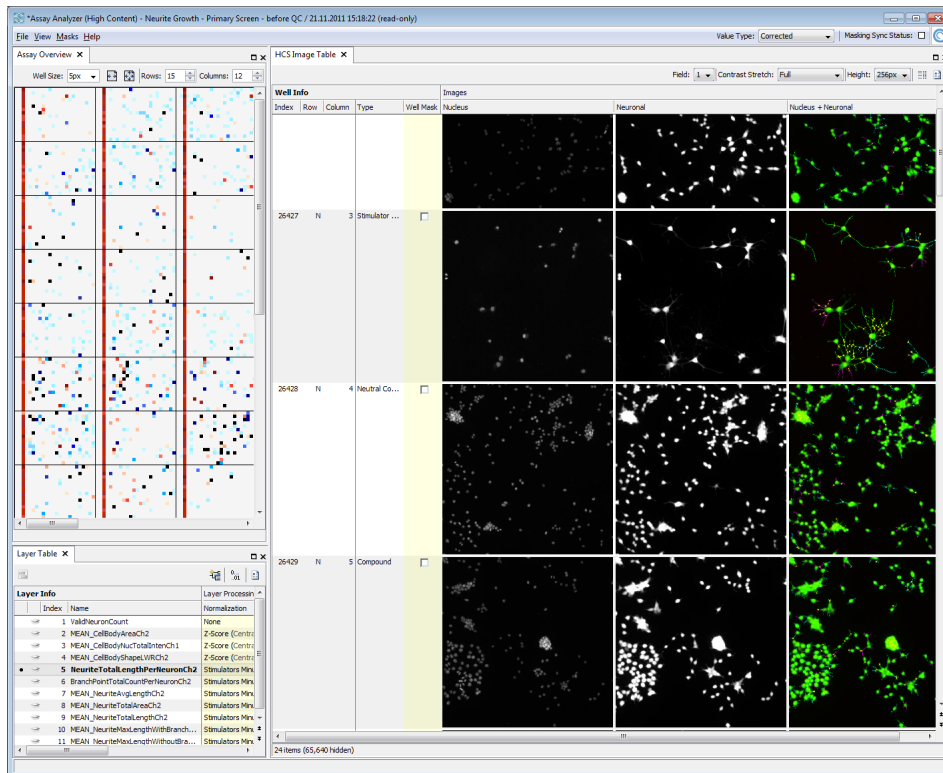 *Assay Analyzer (High Content) - Neurite Growth - Primary Screen - before QC / 21.11.2011 15:18:22 (read-only)
File View Masks Help
Value Type: Corrected
Masking Sync Status:
Assay Overview
Well Size: 5px
Rows: 15
Columns: 12
HCS Image Table
Field: 1 Contrast Stretch: Full Height: 256px
Well Info Images
Index Row Column Type Well Mask Nucleus Neuronal Nucleus + Neuronal
26427 N 3 Stimulator ...
26428 N 4 Neutral Co...
26429 N 5 Compound
24 items (65,640 hidden)
Layer Table
Layer Info Layer Processin
Index Name Normalization
1 ValidNeuronCount None
2 MEAN_CellBodyAreaCh2 Z-Score (Centra
3 MEAN_CellBodyNucTotalIntenCh1 Z-Score (Centra
4 MEAN_CellBodyShapeLWRCh2 Z-Score (Centra
5 NeuriteTotalLengthPerNeuronCh2 Stimulators Minu
6 BranchPointTotalCountPerNeuronCh2 Stimulators Minu
7 MEAN_NeuriteAvgLengthCh2 Stimulators Minu
8 MEAN_NeuriteTotalAreaCh2 Stimulators Minu
9 MEAN_NeuriteTotalLengthCh2 Stimulators Minu
10 MEAN_NeuriteMaxLengthWithBranch... Stimulators Minu
11 MEAN_NeuriteMaxLengthWithoutBra... Stimulators Minu